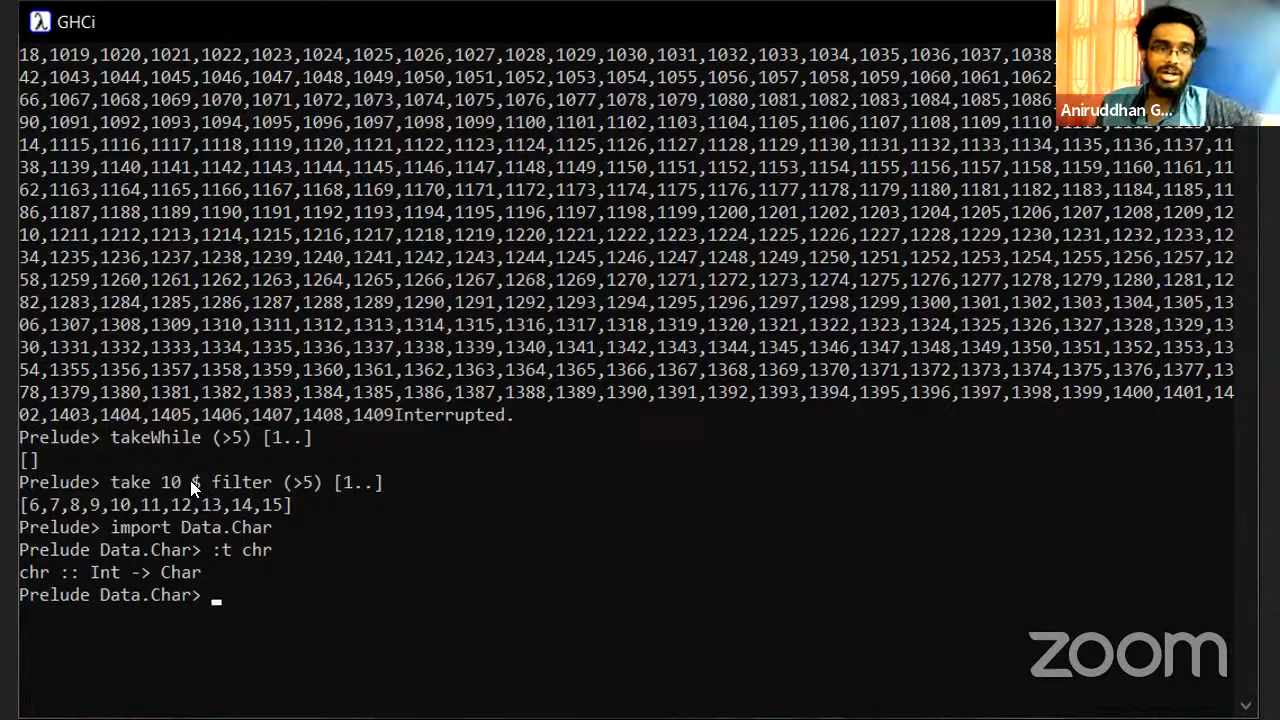 GHCi
18,1019,1020,1021,1022,1023,1024,1025,1026,1027,1028,1029,1030,1031,1032,1033,1034,1035,1036,1037,1038,
42,1043,1044,1045,1046,1047,1048,1049,1050,1051,1052,1053,1054,1055,1056,1057,1058,1059,1060,1061,1062,
66,1067,1068,1069,1070,1071,1072,1073,1074,1075,1076,1077,1078,1079,1080,1081,1082,1083,1084,1085,1086,
90,1091,1092,1093,1094,1095,1096,1097,1098,1099,1100,1101,1102,1103,1104,1105,1106,1107,1108,1109,1110,
14,1115,1116,1117,1118,1119,1120,1121,1122,1123,1124,1125,1126,1127,1128,1129,1130,1131,1132,1133,1134,1135,1136,1137,11
38,1139,1140,1141,1142,1143,1144,1145,1146,1147,1148,1149,1150,1151,1152,1153,1154,1155,1156,1157,1158,1159,1160,1161,11
62,1163,1164,1165,1166,1167,1168,1169,1170,1171,1172,1173,1174,1175,1176,1177,1178,1179,1180,1181,1182,1183,1184,1185,11
86,1187,1188,1189,1190,1191,1192,1193,1194,1195,1196,1197,1198,1199,1200,1201,1202,1203,1204,1205,1206,1207,1208,1209,12
10,1211,1212,1213,1214,1215,1216,1217,1218,1219,1220,1221,1222,1223,1224,1225,1226,1227,1228,1229,1230,1231,1232,1233,12
34,1235,1236,1237,1238,1239,1240,1241,1242,1243,1244,1245,1246,1247,1248,1249,1250,1251,1252,1253,1254,1255,1256,1257,12
58,1259,1260,1261,1262,1263,1264,1265,1266,1267,1268,1269,1270,1271,1272,1273,1274,1275,1276,1277,1278,1279,1280,1281,12
82,1283,1284,1285,1286,1287,1288,1289,1290,1291,1292,1293,1294,1295,1296,1297,1298,1299,1300,1301,1302,1303,1304,1305,13
06,1307,1308,1309,1310,1311,1312,1313,1314,1315,1316,1317,1318,1319,1320,1321,1322,1323,1324,1325,1326,1327,1328,1329,13
30,1331,1332,1333,1334,1335,1336,1337,1338,1339,1340,1341,1342,1343,1344,1345,1346,1347,1348,1349,1350,1351,1352,1353,13
54,1355,1356,1357,1358,1359,1360,1361,1362,1363,1364,1365,1366,1367,1368,1369,1370,1371,1372,1373,1374,1375,1376,1377,13
78,1379,1380,1381,1382,1383,1384,1385,1386,1387,1388,1389,1390,1391,1392,1393,1394,1395,1396,1397,1398,1399,1400,1401,14
02,1403,1404,1405,1406,1407,1408,1409Interrupted.
Prelude> takeWhile (>5) [1..]
[]
Prelude> take 10 $ filter (>5) [1..]
[6,7,8,9,10,11,12,13,14,15]
Prelude> import Data.Char
Prelude Data.Char> :t chr
chr :: Int -> Char
Prelude Data.Char>
Aniruddhan G...
zoom